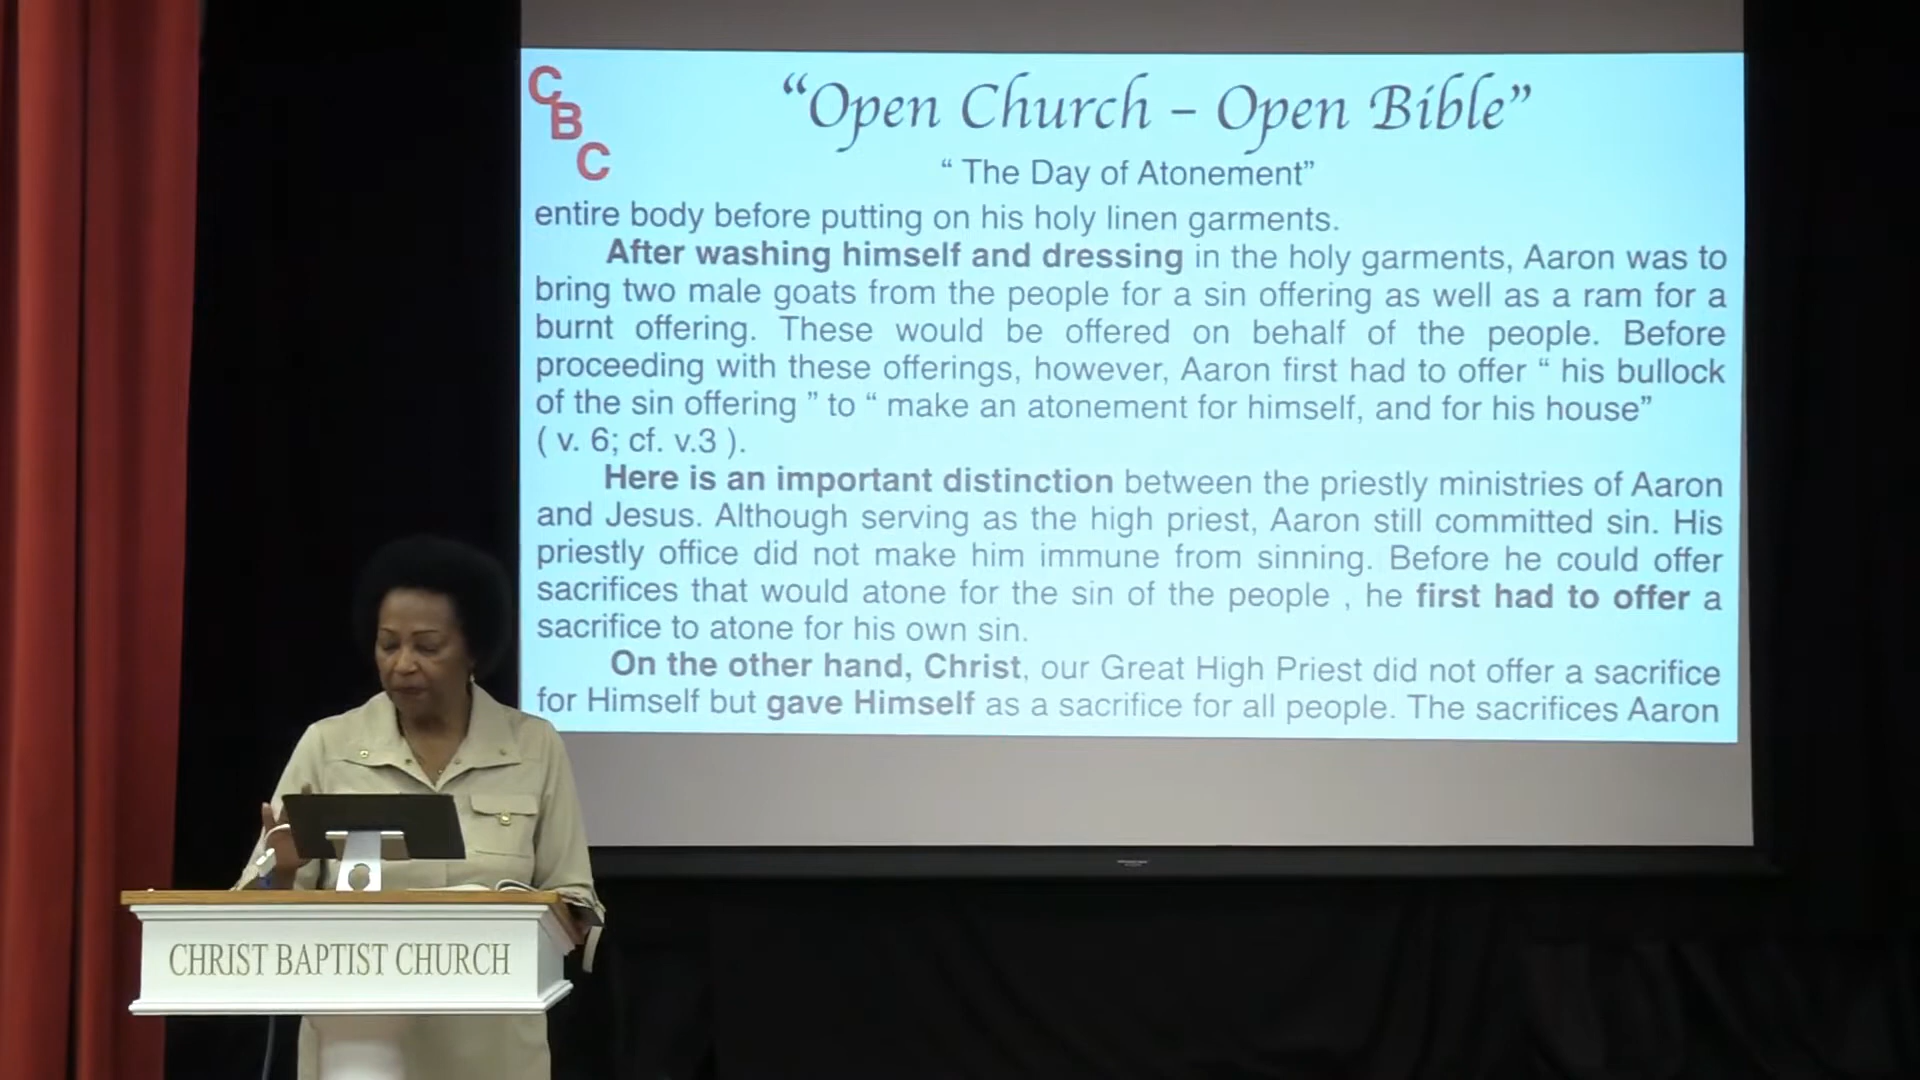 C
B
C
“Open Church – Open Bible”
“ The Day of Atonement”
entire body before putting on his holy linen garments.
After washing himself and dressing in the holy garments, Aaron was to
bring two male goats from the people for a sin offering as well as a ram for a
burnt offering. These would be offered on behalf of the people. Before
proceeding with these offerings, however, Aaron first had to offer “ his bullock
of the sin offering ” to “ make an atonement for himself, and for his house”
( v. 6; cf. v.3 ).
Here is an important distinction between the priestly ministries of Aaron
and Jesus. Although serving as the high priest, Aaron still committed sin. His
priestly office did not make him immune from sinning. Before he could offer
sacrifices that would atone for the sin of the people , he first had to offer a
sacrifice to atone for his own sin.
On the other hand, Christ, our Great High Priest did not offer a sacrifice
for Himself but gave Himself as a sacrifice for all people. The sacrifices Aaron
CHRIST BAPTIST CHURCH